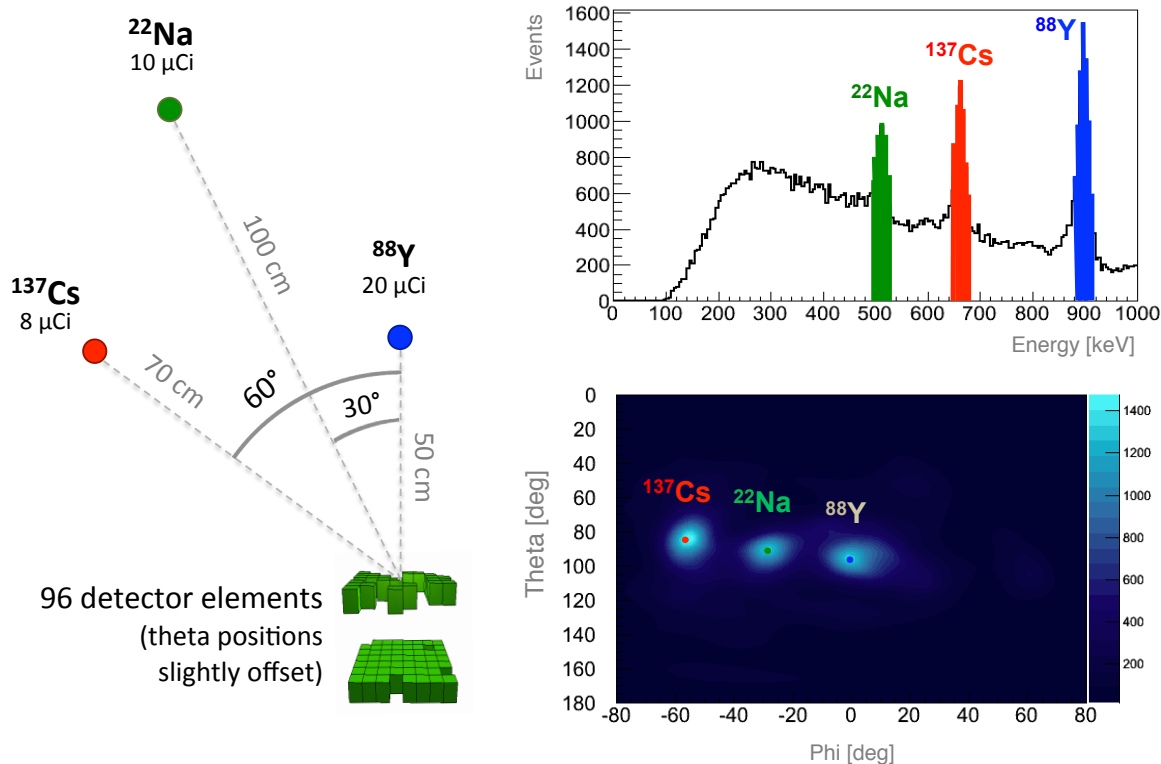 ²²Na
10 µCi
100 cm
⁸⁸Y
20 µCi
¹³⁷Cs
8 µCi
70 cm
60°
30°
50 cm
96 detector elements
(theta positions
slightly offset)
Events
1600
1400
1200
1000
800
600
400
200
0
²²Na
¹³⁷Cs
⁸⁸Y
0 100 200 300 400 500 600 700 800 900 1000
Energy [keV]
Theta [deg]
0
20
40
60
80
100
120
140
160
180
¹³⁷Cs
²²Na
⁸⁸Y
1400
1200
1000
800
600
400
200
-80 -60 -40 -20 0 20 40 60 80
Phi [deg]